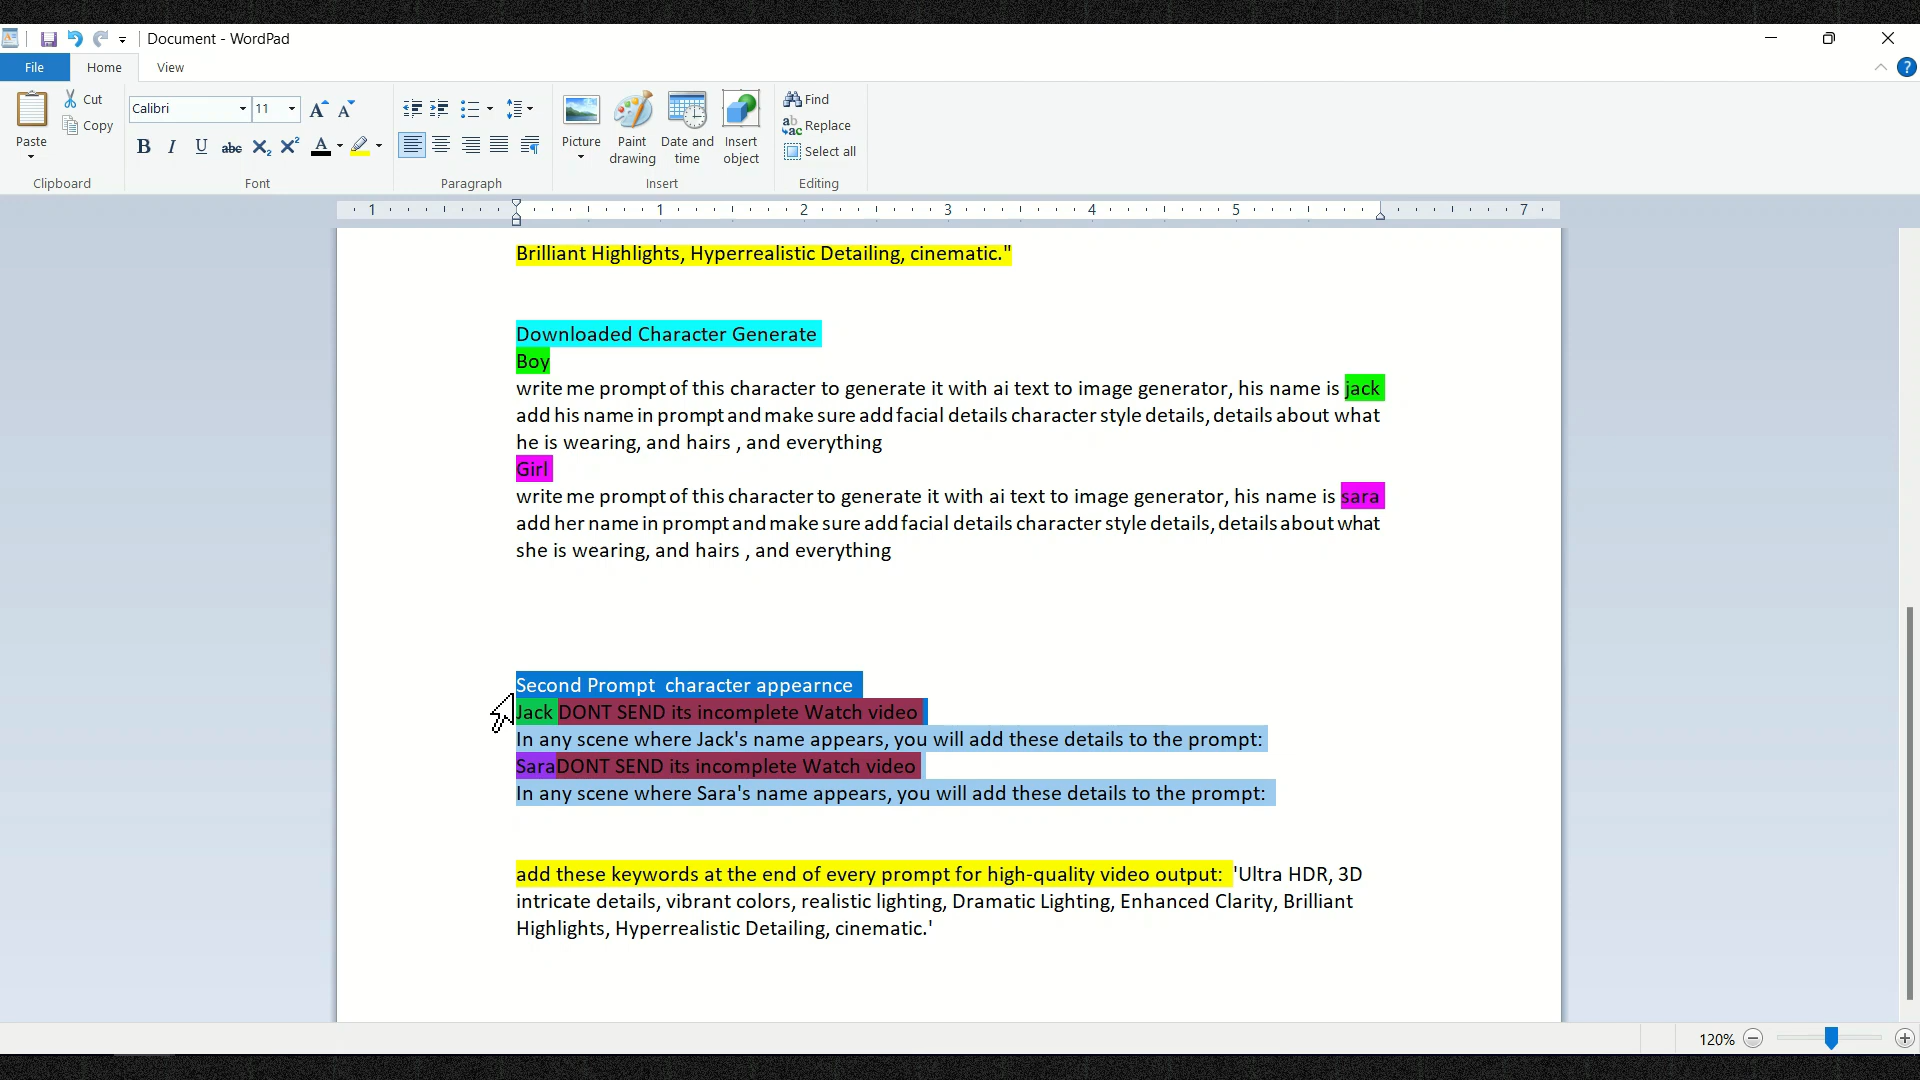 Document - WordPad
File Home View
Paste
Cut
Copy
Clipboard
Calibri 11
B I U abc X₂ X² A
Font
Paragraph
Picture
Paint drawing
Date and time
Insert object
Insert
Find
Replace
Select all
Editing
1 1 2 3 4 5 7
Brilliant Highlights, Hyperrealistic Detailing, cinematic."
Downloaded Character Generate
Boy
write me prompt of this character to generate it with ai text to image generator, his name is jack
add his name in prompt and make sure add facial details character style details, details about what
he is wearing, and hairs , and everything
Girl
write me prompt of this character to generate it with ai text to image generator, his name is sara
add her name in prompt and make sure add facial details character style details, details about what
she is wearing, and hairs , and everything
Second Prompt  character appearnce
Jack DONT SEND its incomplete Watch video
In any scene where Jack's name appears, you will add these details to the prompt:
SaraDONT SEND its incomplete Watch video
In any scene where Sara's name appears, you will add these details to the prompt:
add these keywords at the end of every prompt for high-quality video output: 'Ultra HDR, 3D
intricate details, vibrant colors, realistic lighting, Dramatic Lighting, Enhanced Clarity, Brilliant
Highlights, Hyperrealistic Detailing, cinematic.'
120%